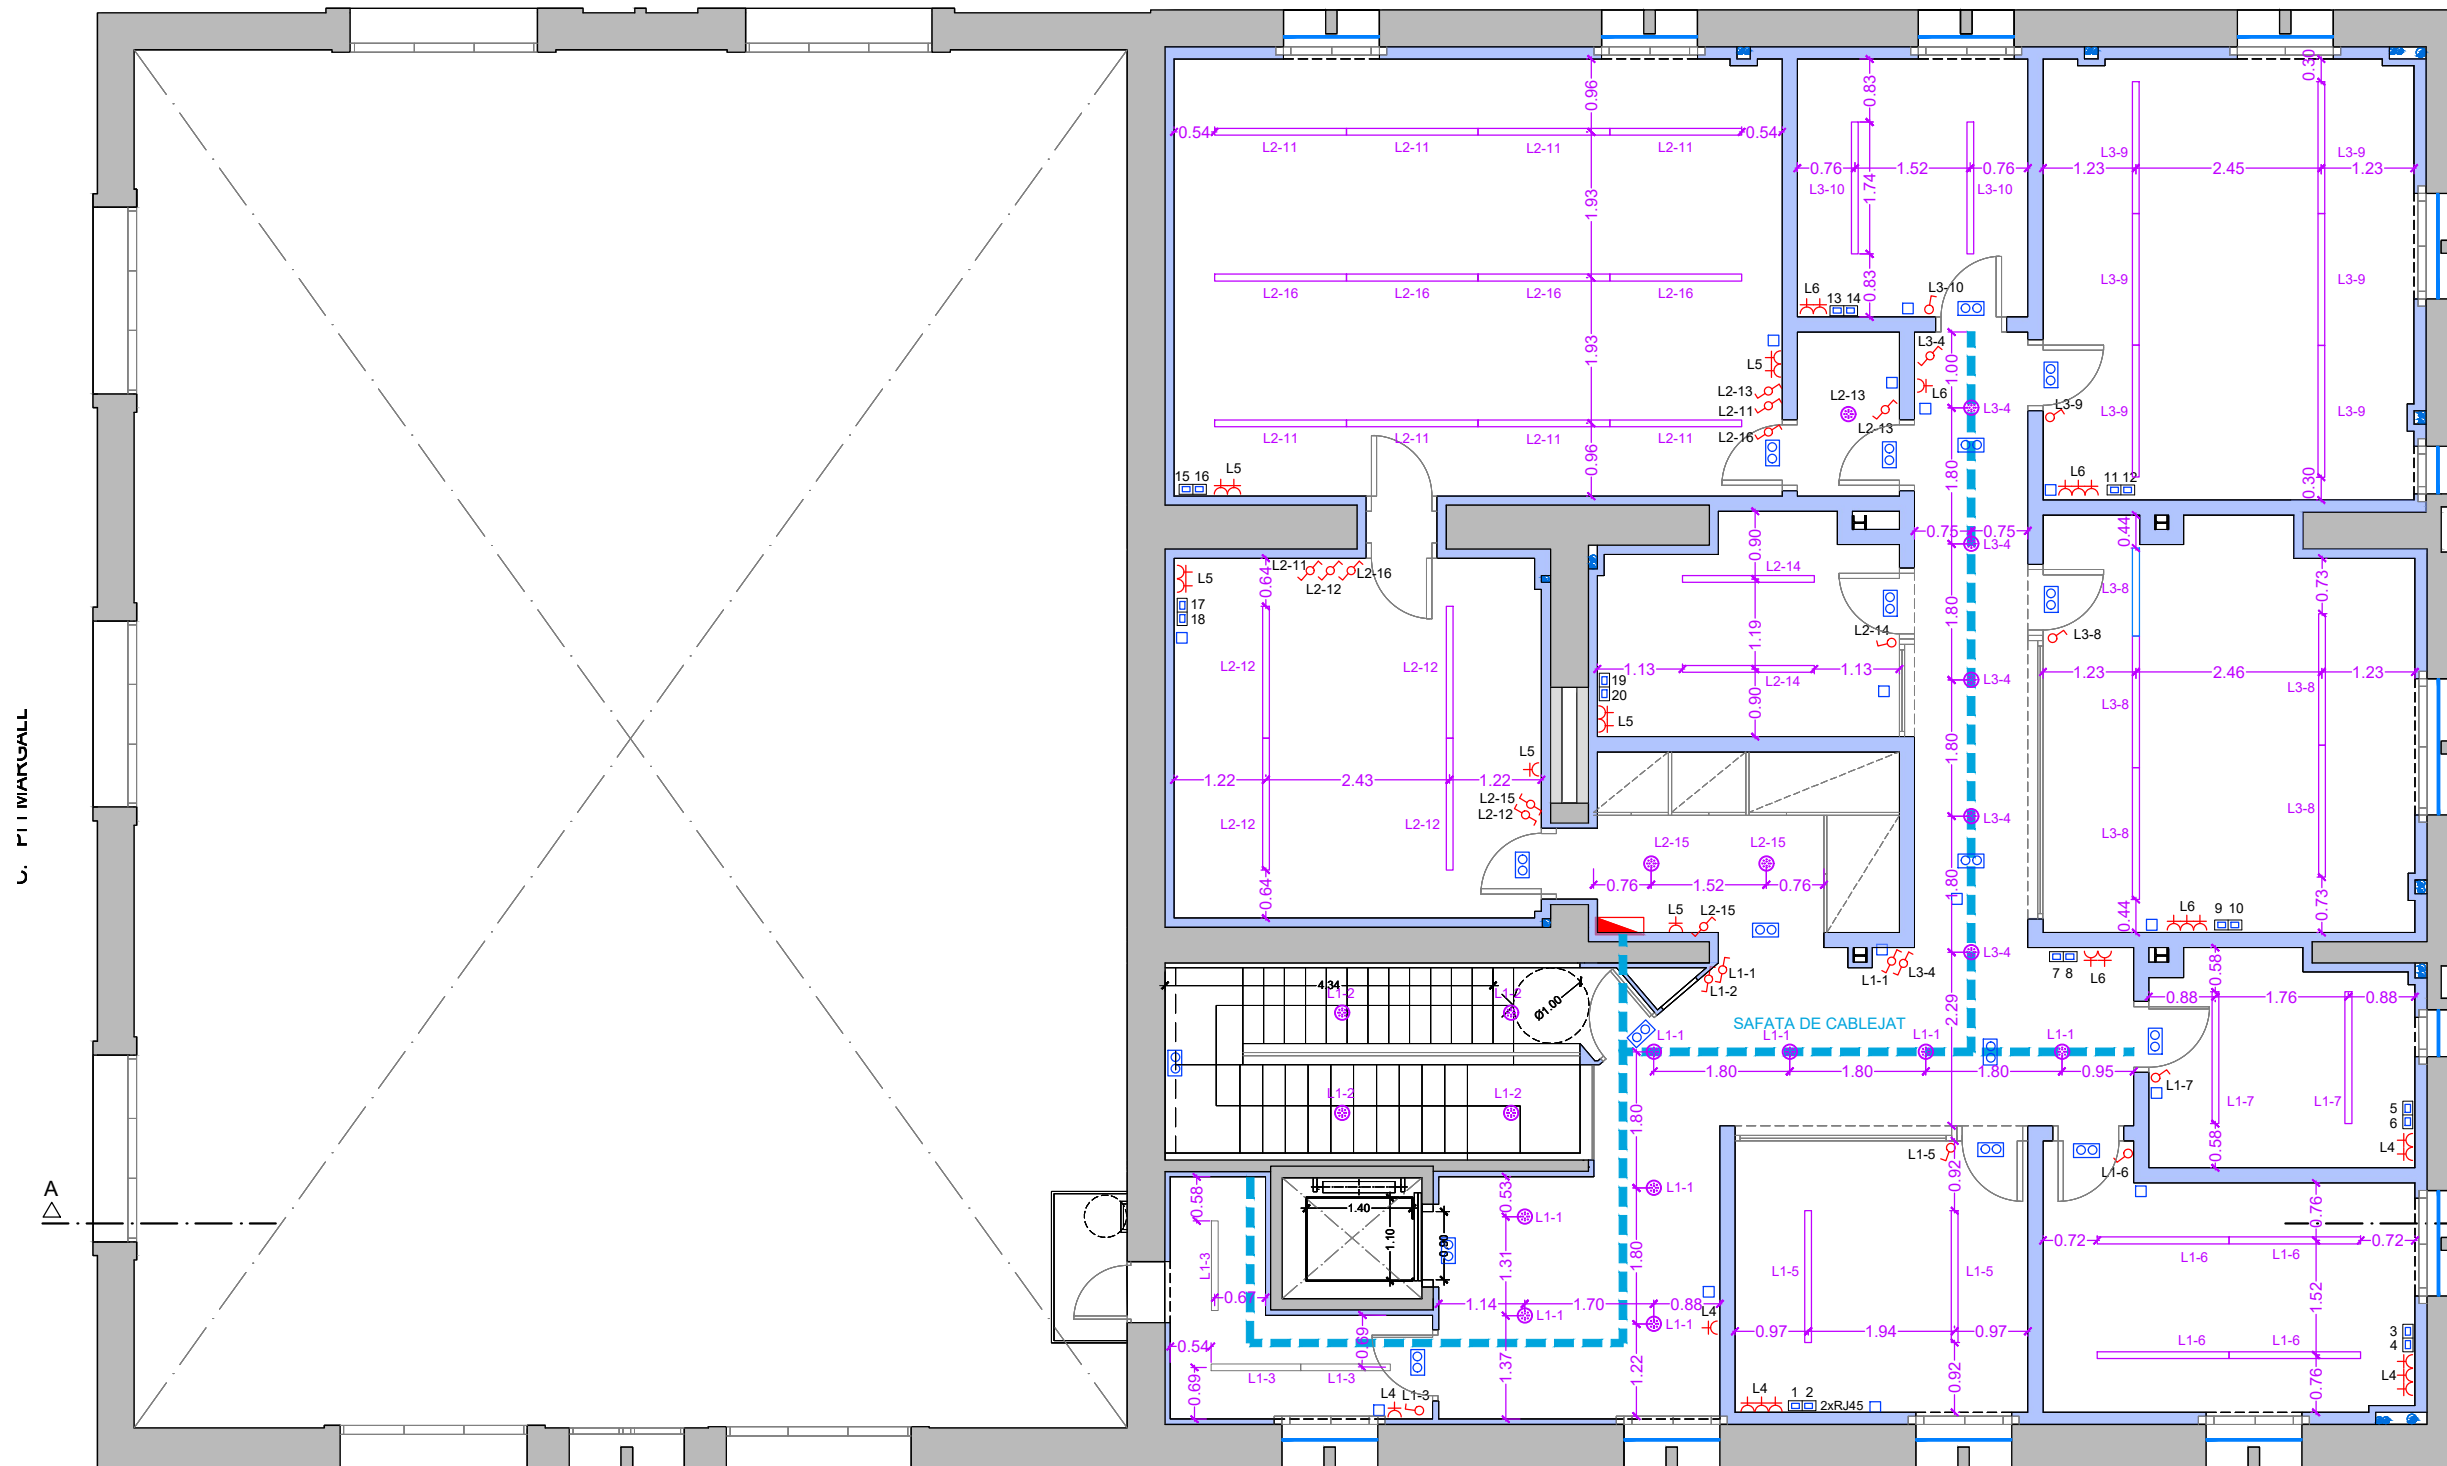 0.96
0.83
0.30
0.54
0.54
L2-11
L2-11
L2-11
L2-11
0.76
1.52
0.76
L3-10
1.74
L3-10
L3-9
L3-9
1.23
2.45
1.23
1.93
L2-16
L2-16
L2-16
L2-16
L3-9
L3-9
0.83
L6
13 14
L3-10
1.93
L5
L2-13
L2-11
L2-16
L2-13
L2-13
L3-4
1.00
L6
L3-4
L3-9
L3-9
L3-9
L2-11
L2-11
L2-11
L2-11
0.96
15 16
L5
1.80
L6
11 12
0.30
0.75
0.75
L3-4
0.44
L5
17
18
0.64
L2-11
L2-12
L2-16
0.90
L2-14
1.19
L2-14
1.80
L3-8
L3-8
0.73
L2-12
L2-12
1.13
1.13
L2-14
19
20
L5
0.90
L3-4
1.23
2.46
1.23
L3-8
L3-8
1.22
2.43
1.22
L5
L2-15
L2-12
1.80
L3-4
L3-8
L3-8
L2-12
L2-12
0.64
L2-15
L2-15
0.76
1.52
0.76
1.80
L5
L2-15
0.44
L6
9 10
0.73
L3-4
L1-1
L1-2
L1-1
L3-4
7 8
L6
0.58
4.34
L1-2
L1-2
Ø1.00
SAFATA DE CABLEJAT
2.29
0.88
1.76
0.88
L1-1
L1-1
L1-1
L1-1
1.80
1.80
1.80
0.95
L1-7
L1-7
L1-7
5
6
L4
0.58
L1-2
L1-2
1.80
L1-5
0.92
L1-6
A
0.58
L1-3
0.67
1.40
1.10
0.90
0.53
L1-1
1.31
L1-1
1.80
0.76
0.72
0.72
L1-6
L1-6
L1-5
L1-5
1.14
1.70
0.88
L1-1
L1-1
L4
0.97
1.94
0.97
1.52
3
4
L4
L1-6
L1-6
0.76
0.54
0.69
0.69
L1-3
L1-3
L4
L1-3
1.37
1.22
L4
1 2
2xRJ45
0.92
C. PI I MARGALL